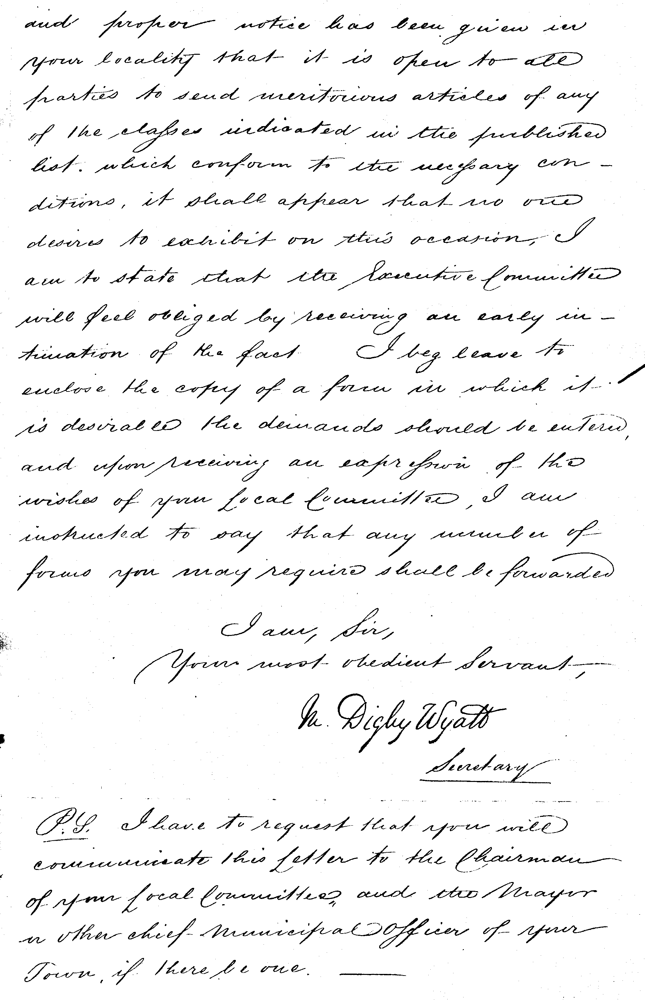 and proper notice has been given in
your locality that it is open to all
parties to send meritorious articles of any
of the classes indicated in the published
list. which conform to the necessary con-
ditions, it shall appear that no one
desires to exhibit on this occasion, I
am to state that the Executive Committee
will feel obliged by receiving an early in-
timation of the fact I beg leave to
enclose the copy of a form in which it
is desirable the demands should be entered,
and upon receiving an expression of the
wishes of your Local Committee, I am
instructed to say that any number of
forms you may require shall be forwarded
I am, Sir,
Your most obedient Servant,
M. Digby Wyatt
Secretary
P.S. I have to request that you will
communicate this Letter to the Chairman
of your Local Committee, and the Mayor
or other chief Municipal Officer of your
Town, if there be one.